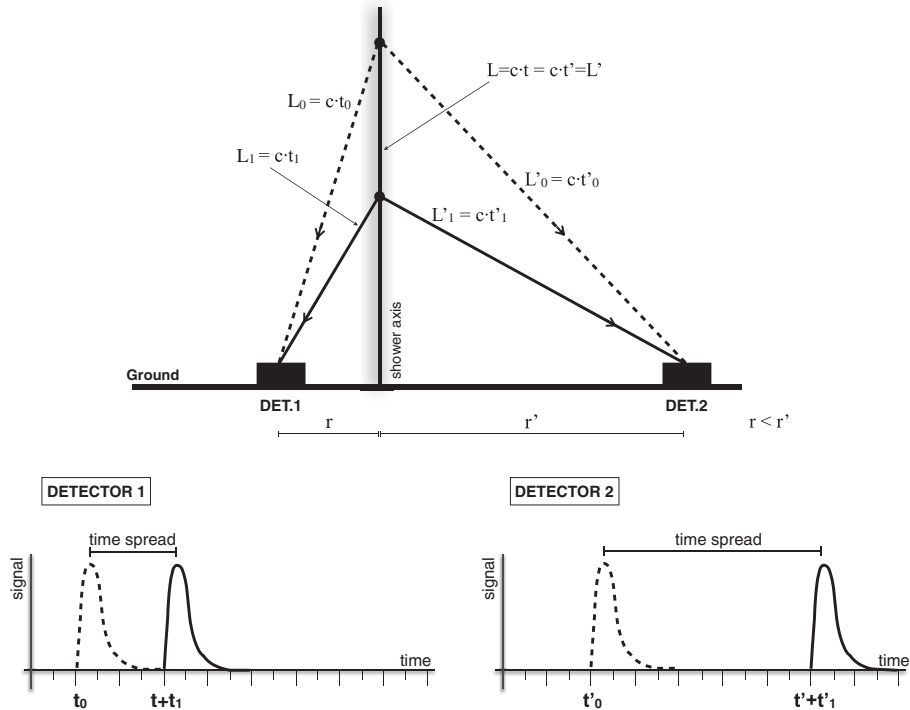 L=c·t = c·t’=L’
L₀ = c·t₀
L₁ = c·t₁
L’₀ = c·t’₀
L’₁ = c·t’₁
shower axis
Ground
DET.1
DET.2
r
r’
r < r’
DETECTOR 1
DETECTOR 2
time spread
time spread
signal
signal
time
time
t₀
t+t₁
t’₀
t’+t’₁